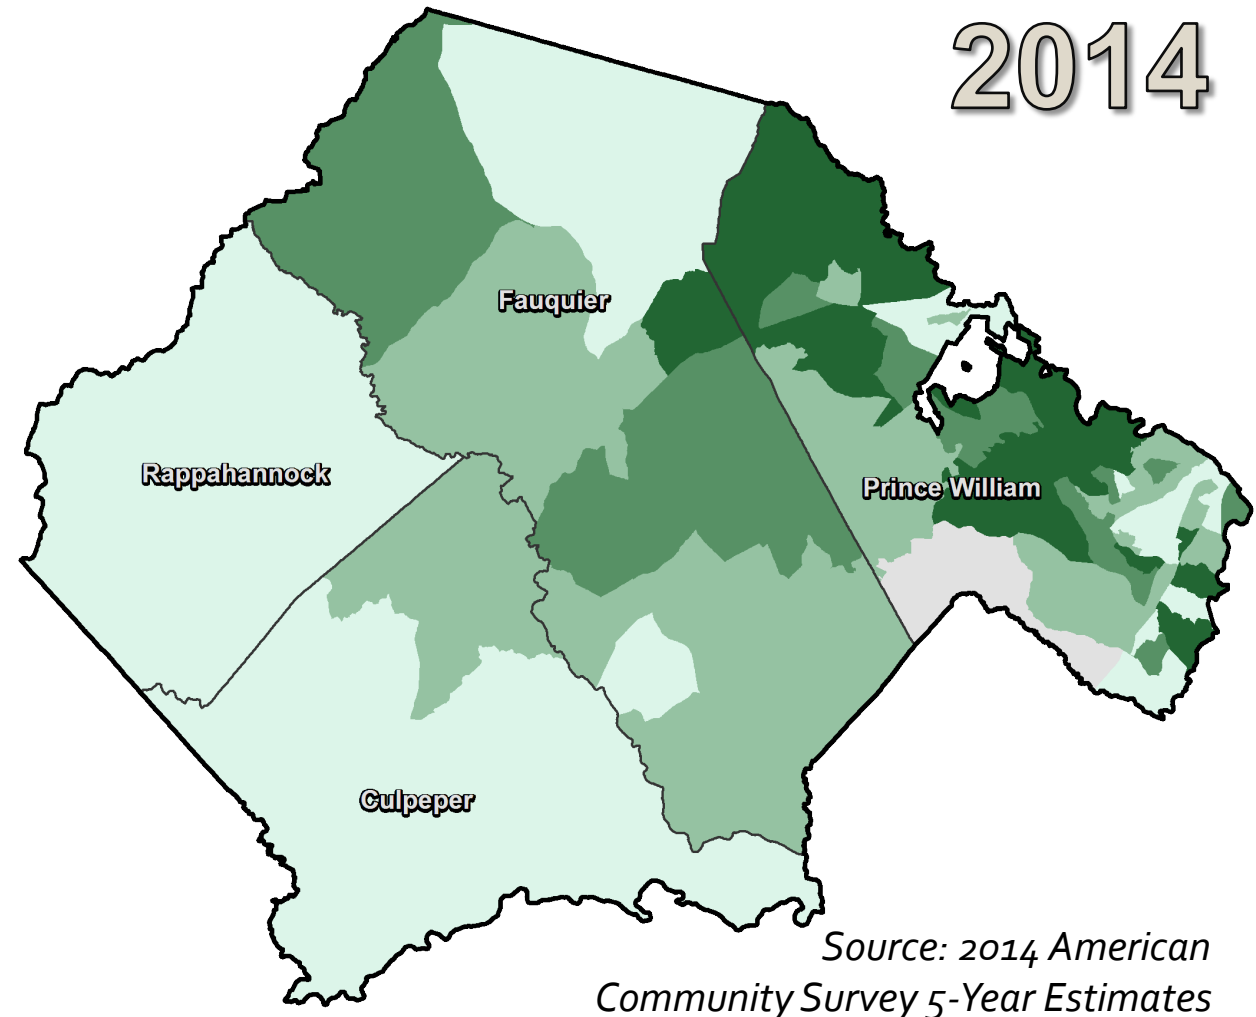 2014
Fauquier
Rappahannock
Prince William
Culpeper
Source: 2014 American
Community Survey 5-Year Estimates